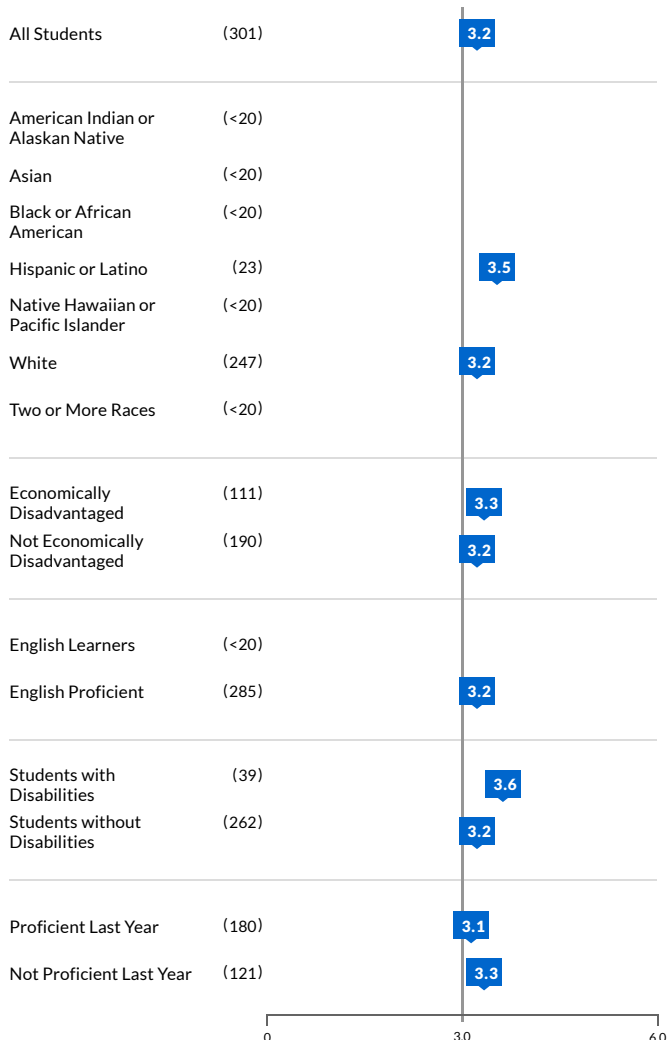 All Students (301) 3.2
American Indian or (<20)
Alaskan Native
Asian (<20)
Black or African (<20)
American
Hispanic or Latino (23) 3.5
Native Hawaiian or (<20)
Pacific Islander
White (247) 3.2
Two or More Races (<20)
Economically (111) 3.3
Disadvantaged
Not Economically (190) 3.2
Disadvantaged
English Learners (<20)
English Proficient (285) 3.2
Students with (39) 3.6
Disabilities
Students without (262) 3.2
Disabilities
Proficient Last Year (180) 3.1
Not Proficient Last Year (121) 3.3
0 3.0 6.0